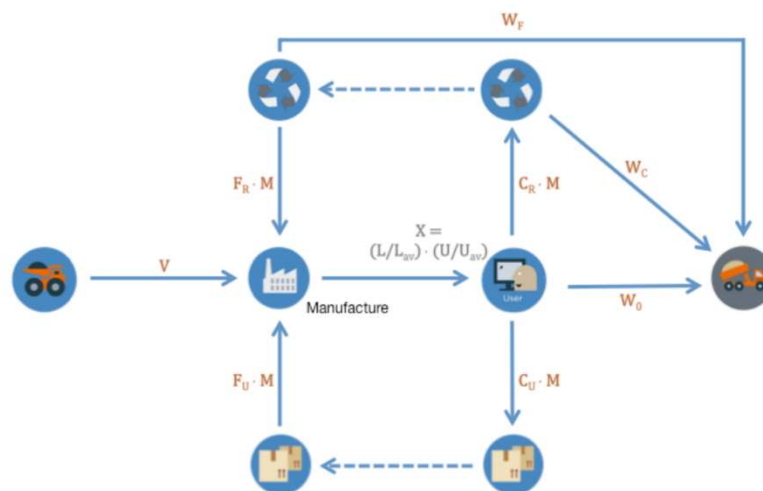 W_F
W_C
F_R · M
C_R · M
X =
(L/L_av) · (U/U_av)
V
Manufacture
User
W_0
F_U · M
C_U · M